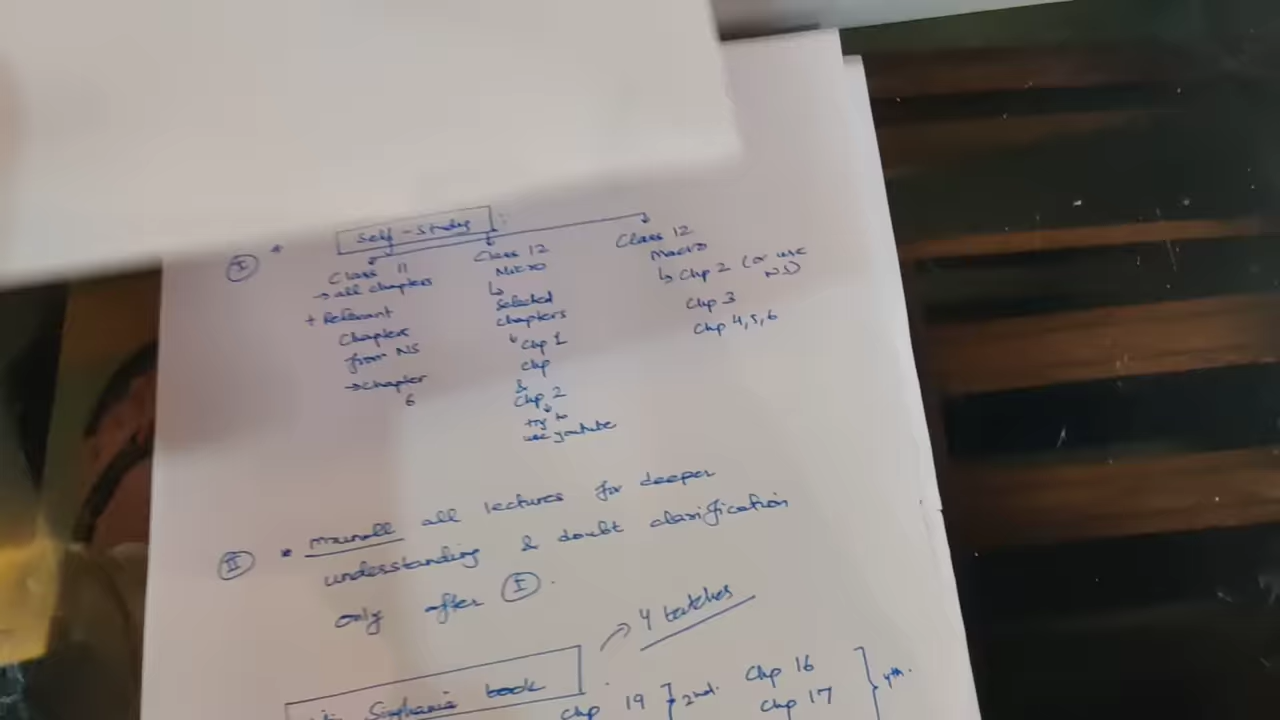 I * Self-Study :
Class 11
→ all chapters
+ Relevant
chapters
from NS
→ chapter
6
Class 12
Micro
↳
Selected
chapters
↳ Chp 1
Chp
&
Chp 2
↓
try to
use youtube
Class 12
Macro
↳ Chp 2 (or use
NS)
Chp 3
Chp 4,5,6
II * mrunall all lectures for deeper
understanding & doubt clarification
only after I.
→ 4 batches
Singhania book
Chp 19 ] 2nd.
Chp 16
Chp 17 } 4th.